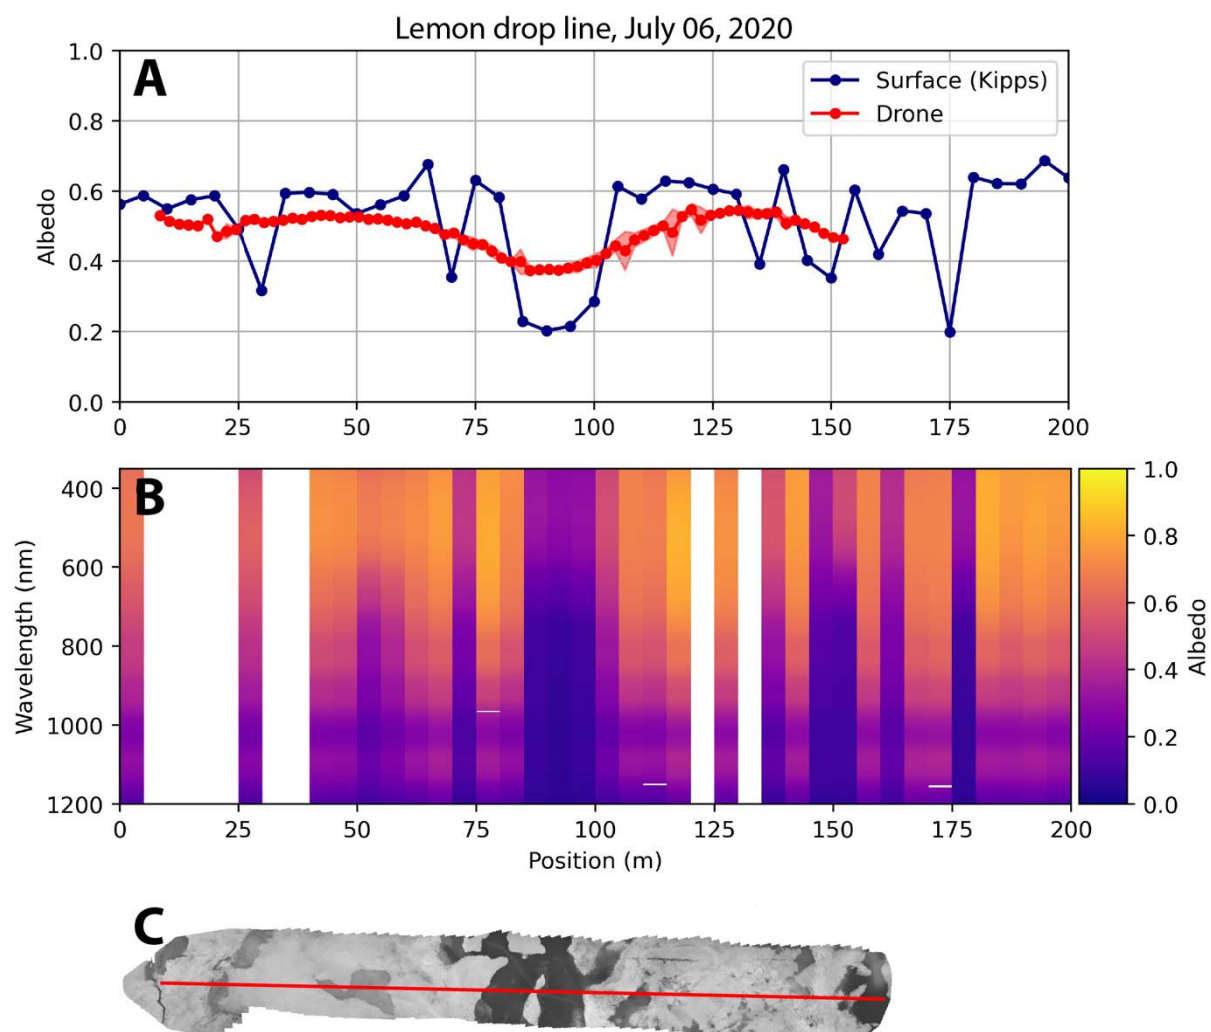 Lemon drop line, July 06, 2020
A
Surface (Kipps)
Drone
1.0
0.8
0.6
0.4
0.2
0.0
Albedo
0 25 50 75 100 125 150 175 200
B
400
600
800
1000
1200
Wavelength (nm)
1.0
0.8
0.6
0.4
0.2
0.0
Albedo
0 25 50 75 100 125 150 175 200
Position (m)
C